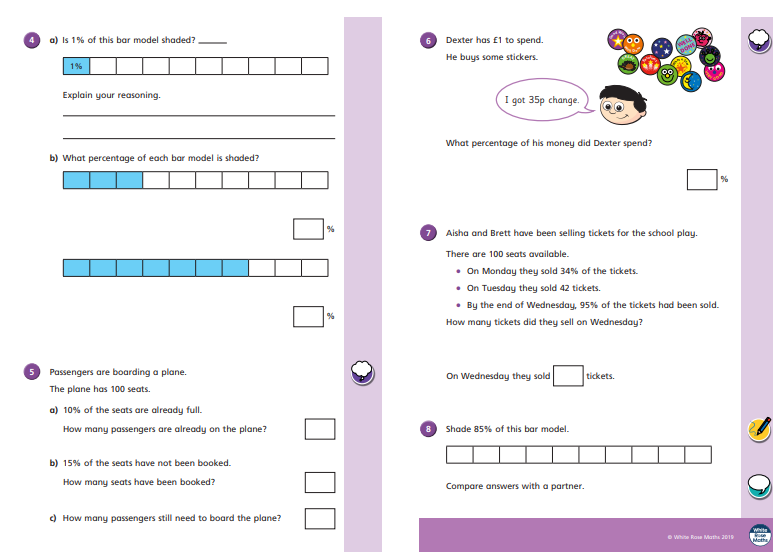 4 a) Is 1% of this bar model shaded? ______
1%
Explain your reasoning.
b) What percentage of each bar model is shaded?
%
%
5 Passengers are boarding a plane.
The plane has 100 seats.
a) 10% of the seats are already full.
How many passengers are already on the plane?
b) 15% of the seats have not been booked.
How many seats have been booked?
c) How many passengers still need to board the plane?
6 Dexter has £1 to spend.
He buys some stickers.
WELL DONE
I got 35p change.
What percentage of his money did Dexter spend?
%
7 Aisha and Brett have been selling tickets for the school play.
There are 100 seats available.
• On Monday they sold 34% of the tickets.
• On Tuesday they sold 42 tickets.
• By the end of Wednesday, 95% of the tickets had been sold.
How many tickets did they sell on Wednesday?
On Wednesday they sold tickets.
8 Shade 85% of this bar model.
Compare answers with a partner.
© White Rose Maths 2019
White
Rose
Maths